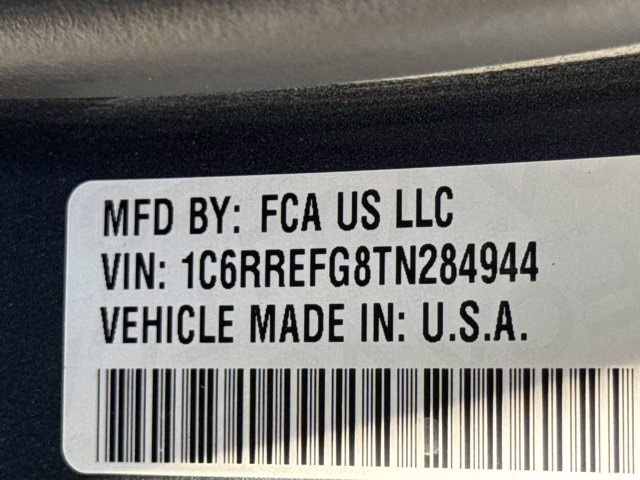 MFD BY: FCA US LLC
VIN: 1C6RREFG8TN284944
VEHICLE MADE IN: U.S.A.